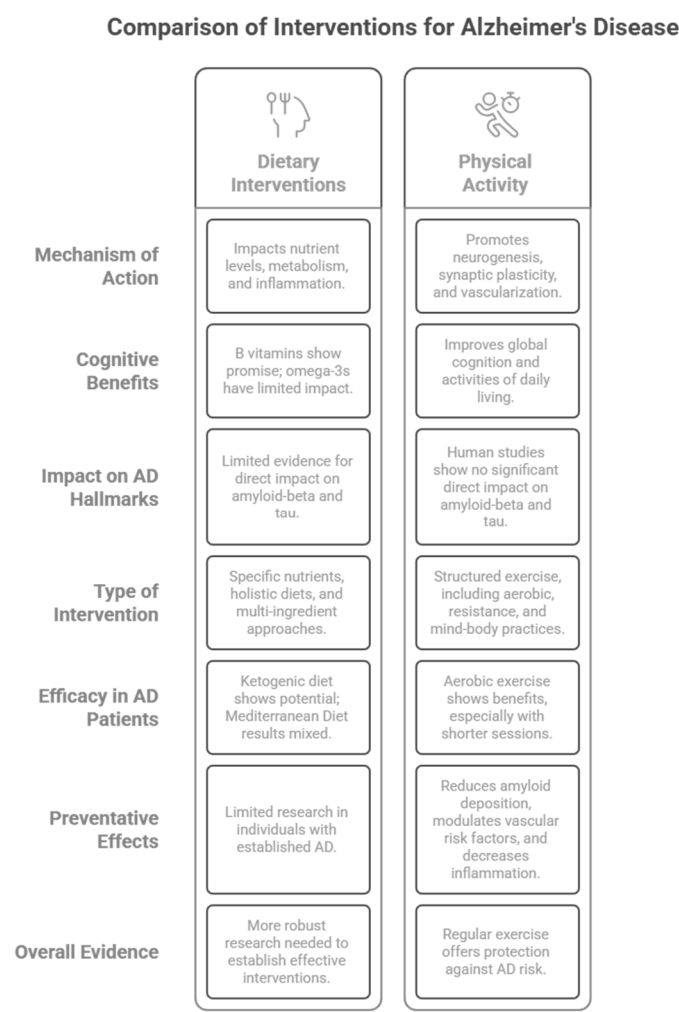 Comparison of Interventions for Alzheimer's Disease
Dietary
Interventions
Physical
Activity
Mechanism of
Action
Impacts nutrient
levels, metabolism,
and inflammation.
Promotes
neurogenesis,
synaptic plasticity,
and vascularization.
Cognitive
Benefits
B vitamins show
promise; omega-3s
have limited impact.
Improves global
cognition and
activities of daily
living.
Impact on AD
Hallmarks
Limited evidence for
direct impact on
amyloid-beta and
tau.
Human studies
show no significant
direct impact on
amyloid-beta and
tau.
Type of
Intervention
Specific nutrients,
holistic diets, and
multi-ingredient
approaches.
Structured exercise,
including aerobic,
resistance, and
mind-body practices.
Efficacy in AD
Patients
Ketogenic diet
shows potential;
Mediterranean Diet
results mixed.
Aerobic exercise
shows benefits,
especially with
shorter sessions.
Preventative
Effects
Limited research in
individuals with
established AD.
Reduces amyloid
deposition,
modulates vascular
risk factors, and
decreases
inflammation.
Overall Evidence
More robust
research needed to
establish effective
interventions.
Regular exercise
offers protection
against AD risk.